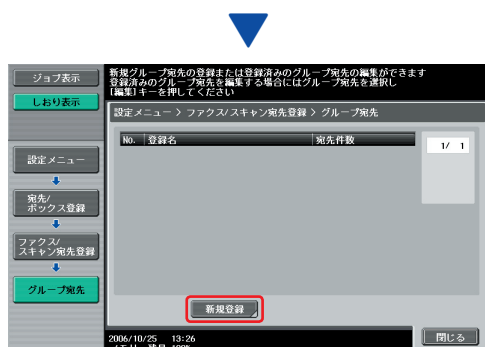 ジョブ表示
しおり表示
新規グループ宛先の登録または登録済みのグループ宛先の編集ができます
登録済みのグループ宛先を編集する場合にはグループ宛先を選択し
[編集]キーを押してください
設定メニュー > ファクス/スキャン宛先登録 > グループ宛先
No. 登録名 宛先件数
1/ 1
設定メニュー
宛先/
ボックス登録
ファクス/
スキャン宛先登録
グループ宛先
新規登録
2006/10/25 13:26
閉じる